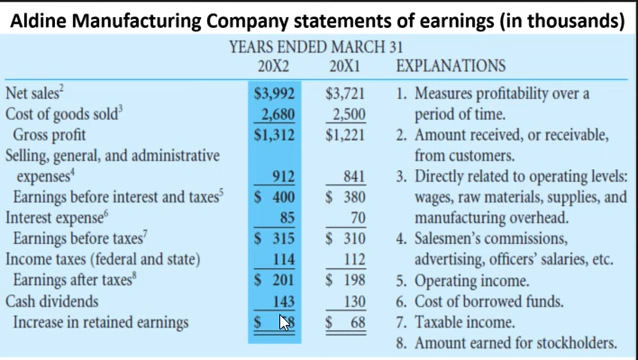 Aldine Manufacturing Company statements of earnings (in thousands)
YEARS ENDED MARCH 31
20X2 20X1 EXPLANATIONS
Net sales² $3,992 $3,721 1. Measures profitability over a
Cost of goods sold³ 2,680 2,500 period of time.
Gross profit $1,312 $1,221 2. Amount received, or receivable,
Selling, general, and administrative from customers.
expenses⁴ 912 841 3. Directly related to operating levels:
Earnings before interest and taxes⁵ $ 400 $ 380 wages, raw materials, supplies, and
Interest expense⁶ 85 70 manufacturing overhead.
Earnings before taxes⁷ $ 315 $ 310 4. Salesmen's commissions,
Income taxes (federal and state) 114 112 advertising, officers' salaries, etc.
Earnings after taxes⁸ $ 201 $ 198 5. Operating income.
Cash dividends 143 130 6. Cost of borrowed funds.
Increase in retained earnings $ $ 68 7. Taxable income.
8. Amount earned for stockholders.